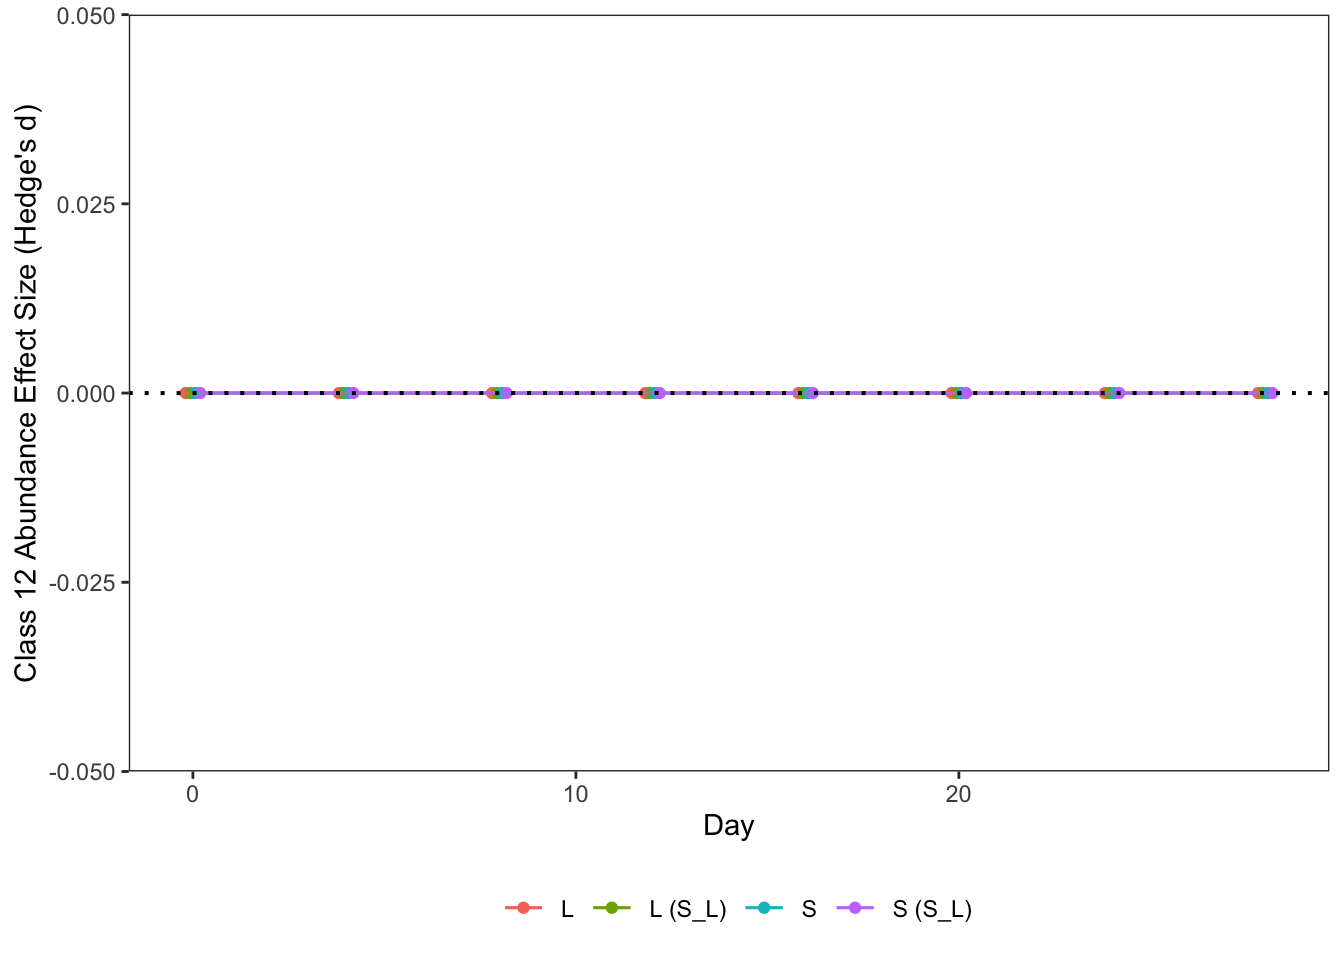 0.050
0.025
0.000
-0.025
-0.050
Class 12 Abundance Effect Size (Hedge's d)
0 10 20
Day
L L (S_L) S S (S_L)